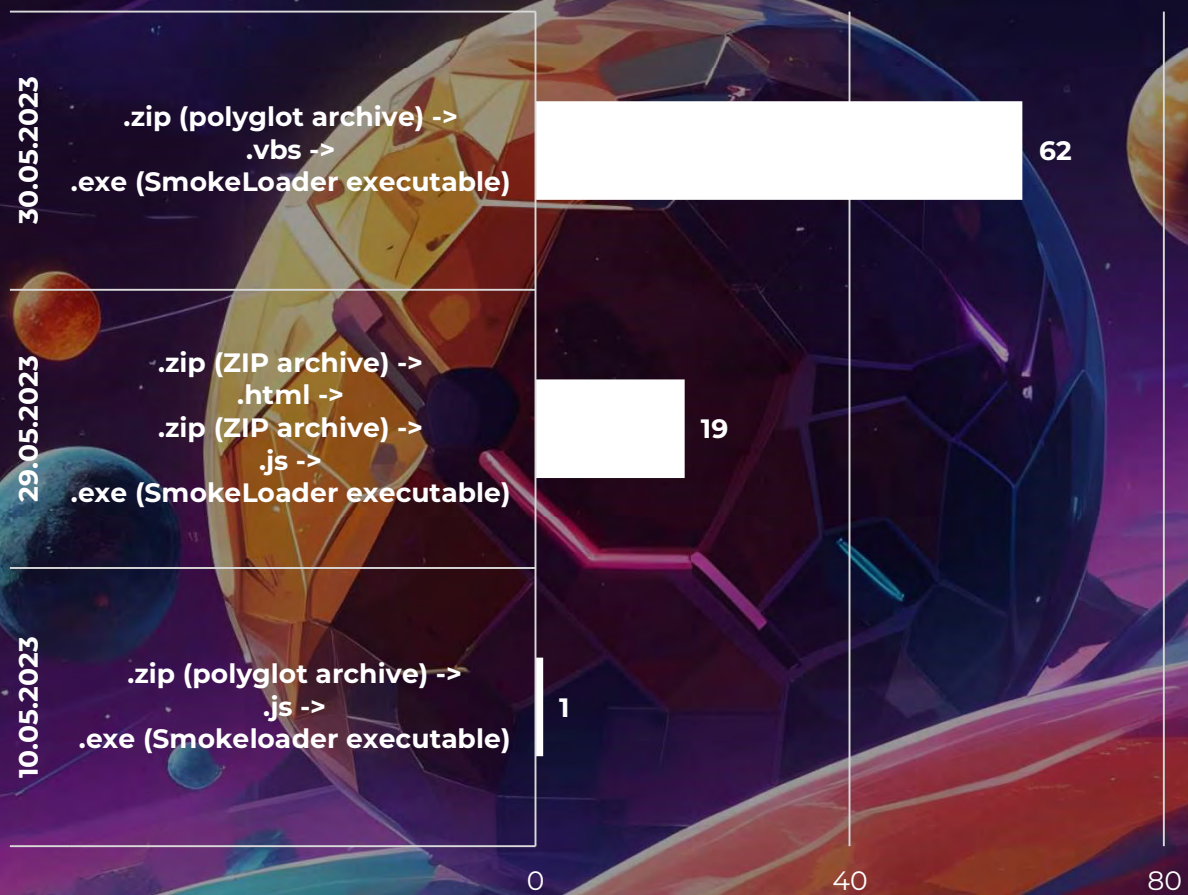 30.05.2023
.zip (polyglot archive) ->
.vbs ->
.exe (SmokeLoader executable)
62
29.05.2023
.zip (ZIP archive) ->
.html ->
.zip (ZIP archive) ->
.js ->
.exe (SmokeLoader executable)
19
10.05.2023
.zip (polyglot archive) ->
.js ->
.exe (Smokeloader executable)
1
0
40
80